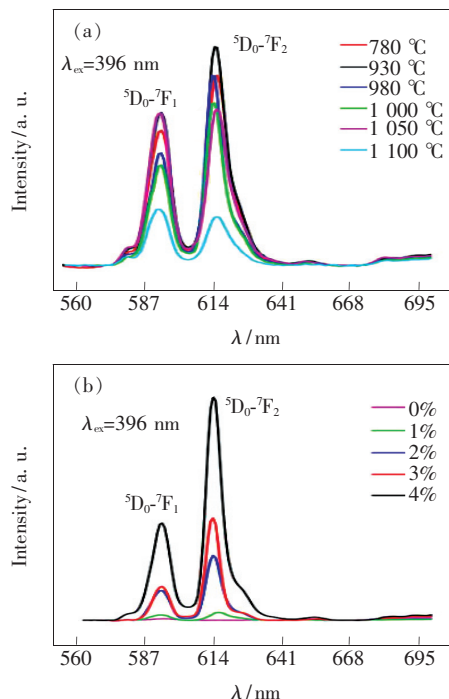 (a)
⁵D₀-⁷F₂
λex=396 nm
⁵D₀-⁷F₁
780 ℃
930 ℃
980 ℃
1 000 ℃
1 050 ℃
1 100 ℃
Intensity/a. u.
560 587 614 641 668 695
λ/nm
(b)
⁵D₀-⁷F₂
λex=396 nm
⁵D₀-⁷F₁
0%
1%
2%
3%
4%
Intensity/a. u.
560 587 614 641 668 695
λ/nm